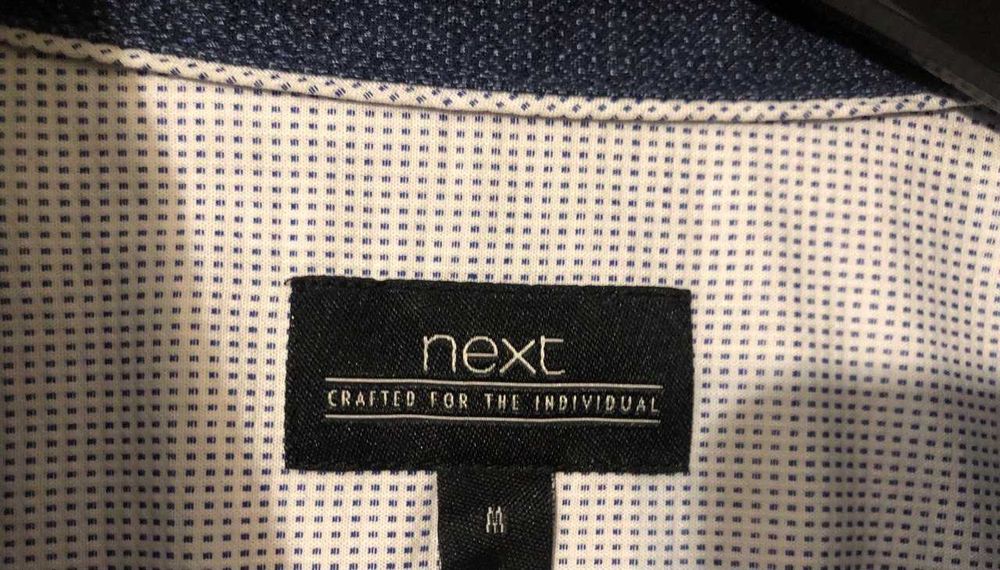 next
CRAFTED FOR THE INDIVIDUAL
M